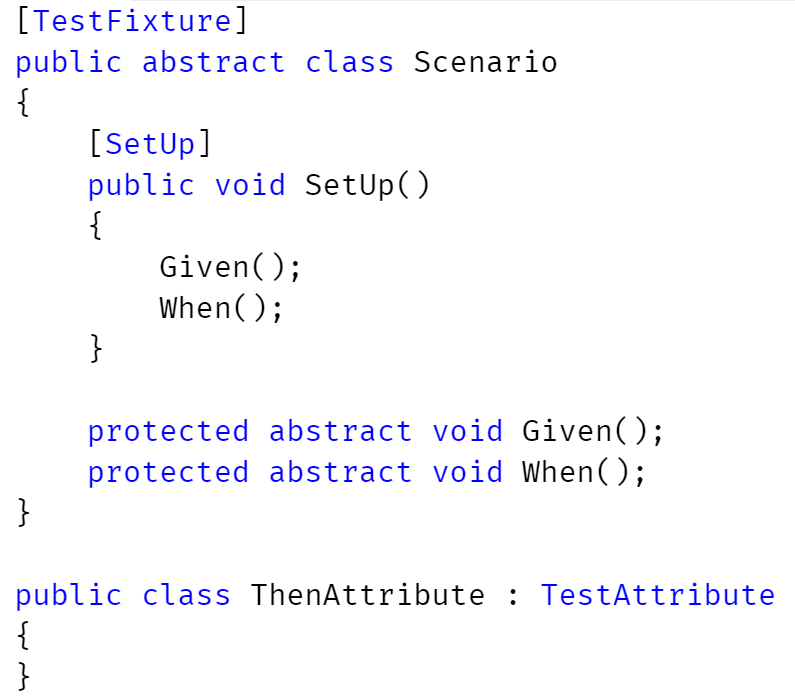 [TestFixture]
public abstract class Scenario
{
    [SetUp]
    public void SetUp()
    {
        Given();
        When();
    }

    protected abstract void Given();
    protected abstract void When();
}

public class ThenAttribute : TestAttribute
{
}